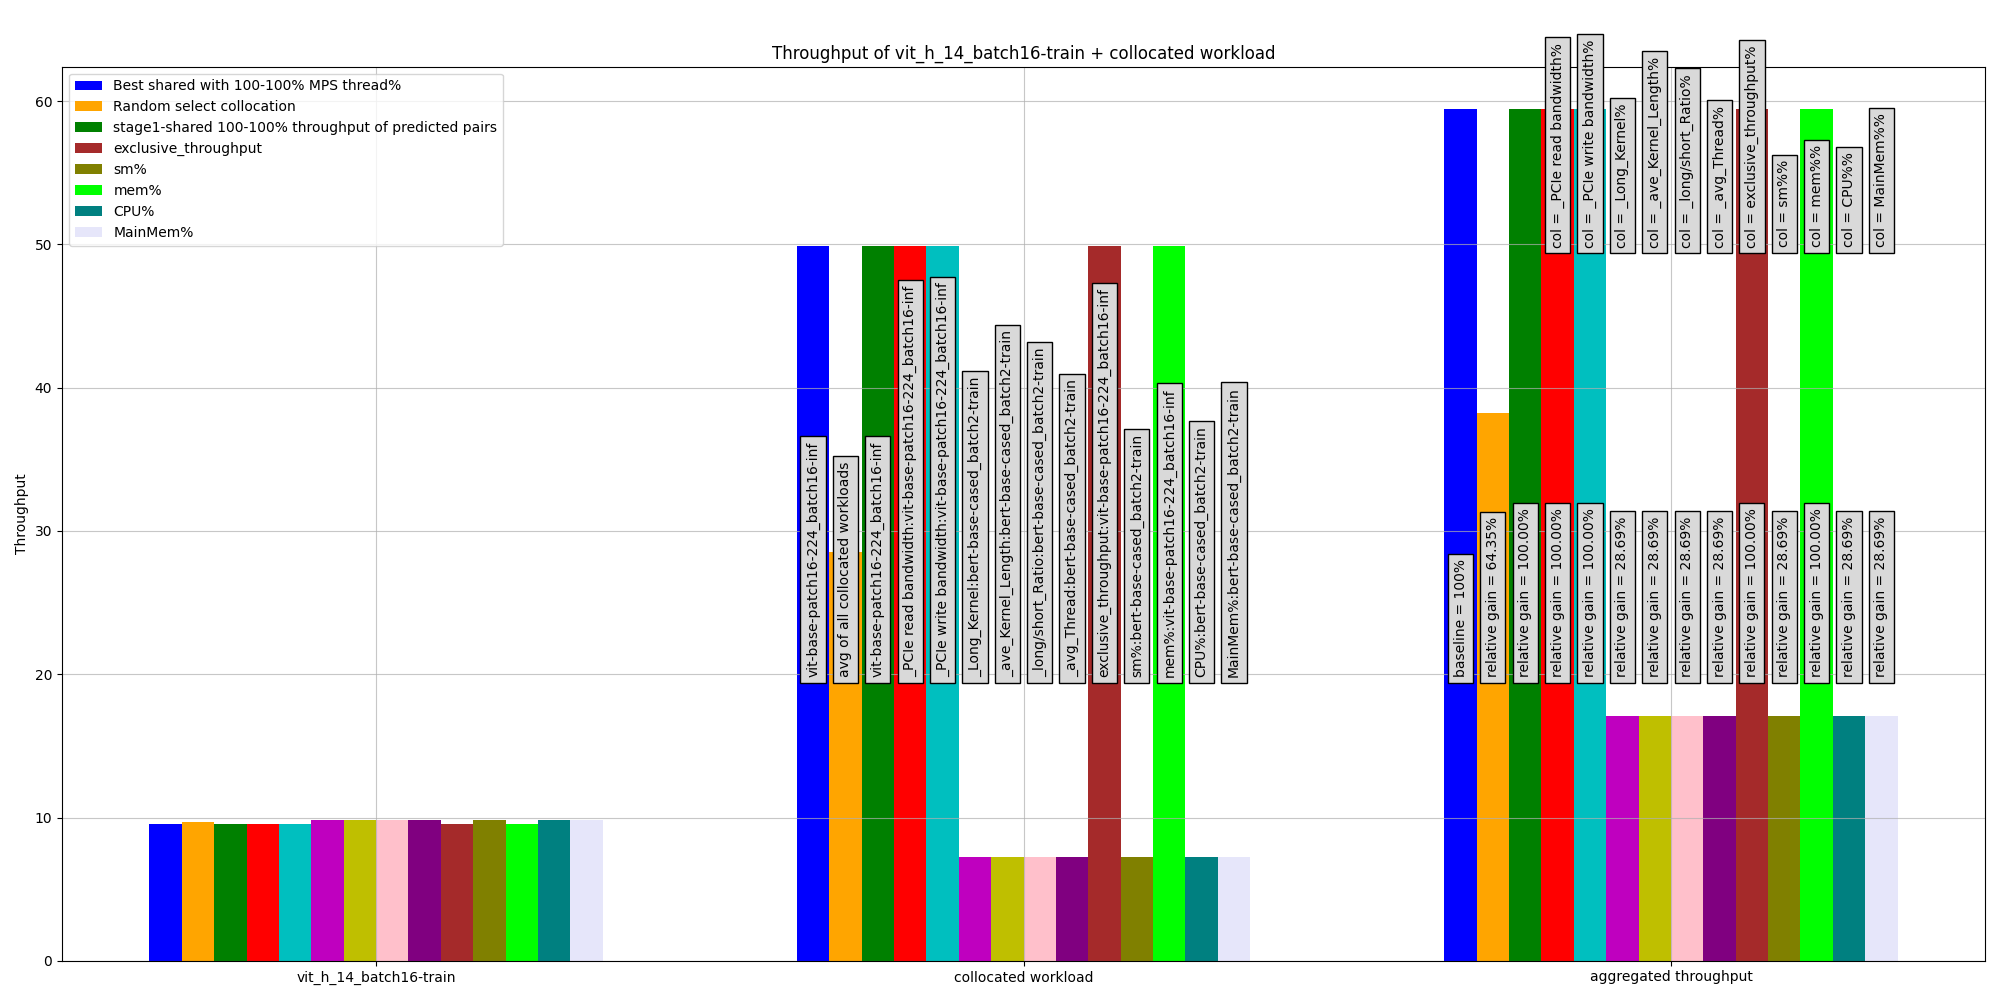 Throughput of vit_h_14_batch16-train + collocated workload
Best shared with 100-100% MPS thread%
Random select collocation
stage1-shared 100-100% throughput of predicted pairs
exclusive_throughput
sm%
mem%
CPU%
MainMem%
Throughput
60
50
40
30
20
10
0
vit-base-patch16-224_batch16-inf
avg of all collocated workloads
vit-base-patch16-224_batch16-inf
_PCIe read bandwidth:vit-base-patch16-224_batch16-inf
_PCIe write bandwidth:vit-base-patch16-224_batch16-inf
_Long_Kernel:bert-base-cased_batch2-train
_ave_Kernel_Length:bert-base-cased_batch2-train
_long/short_Ratio:bert-base-cased_batch2-train
_avg_Thread:bert-base-cased_batch2-train
exclusive_throughput:vit-base-patch16-224_batch16-inf
sm%:bert-base-cased_batch2-train
mem%:vit-base-patch16-224_batch16-inf
CPU%:bert-base-cased_batch2-train
MainMem%:bert-base-cased_batch2-train
col = _PCIe read bandwidth%
col = _PCIe write bandwidth%
col = _Long_Kernel%
col = _ave_Kernel_Length%
col = _long/short_Ratio%
col = _avg_Thread%
col = exclusive_throughput%
col = sm%%
col = mem%%
col = CPU%%
col = MainMem%%
baseline = 100%
relative gain = 64.35%
relative gain = 100.00%
relative gain = 100.00%
relative gain = 100.00%
relative gain = 28.69%
relative gain = 28.69%
relative gain = 28.69%
relative gain = 28.69%
relative gain = 100.00%
relative gain = 28.69%
relative gain = 100.00%
relative gain = 28.69%
relative gain = 28.69%
vit_h_14_batch16-train
collocated workload
aggregated throughput